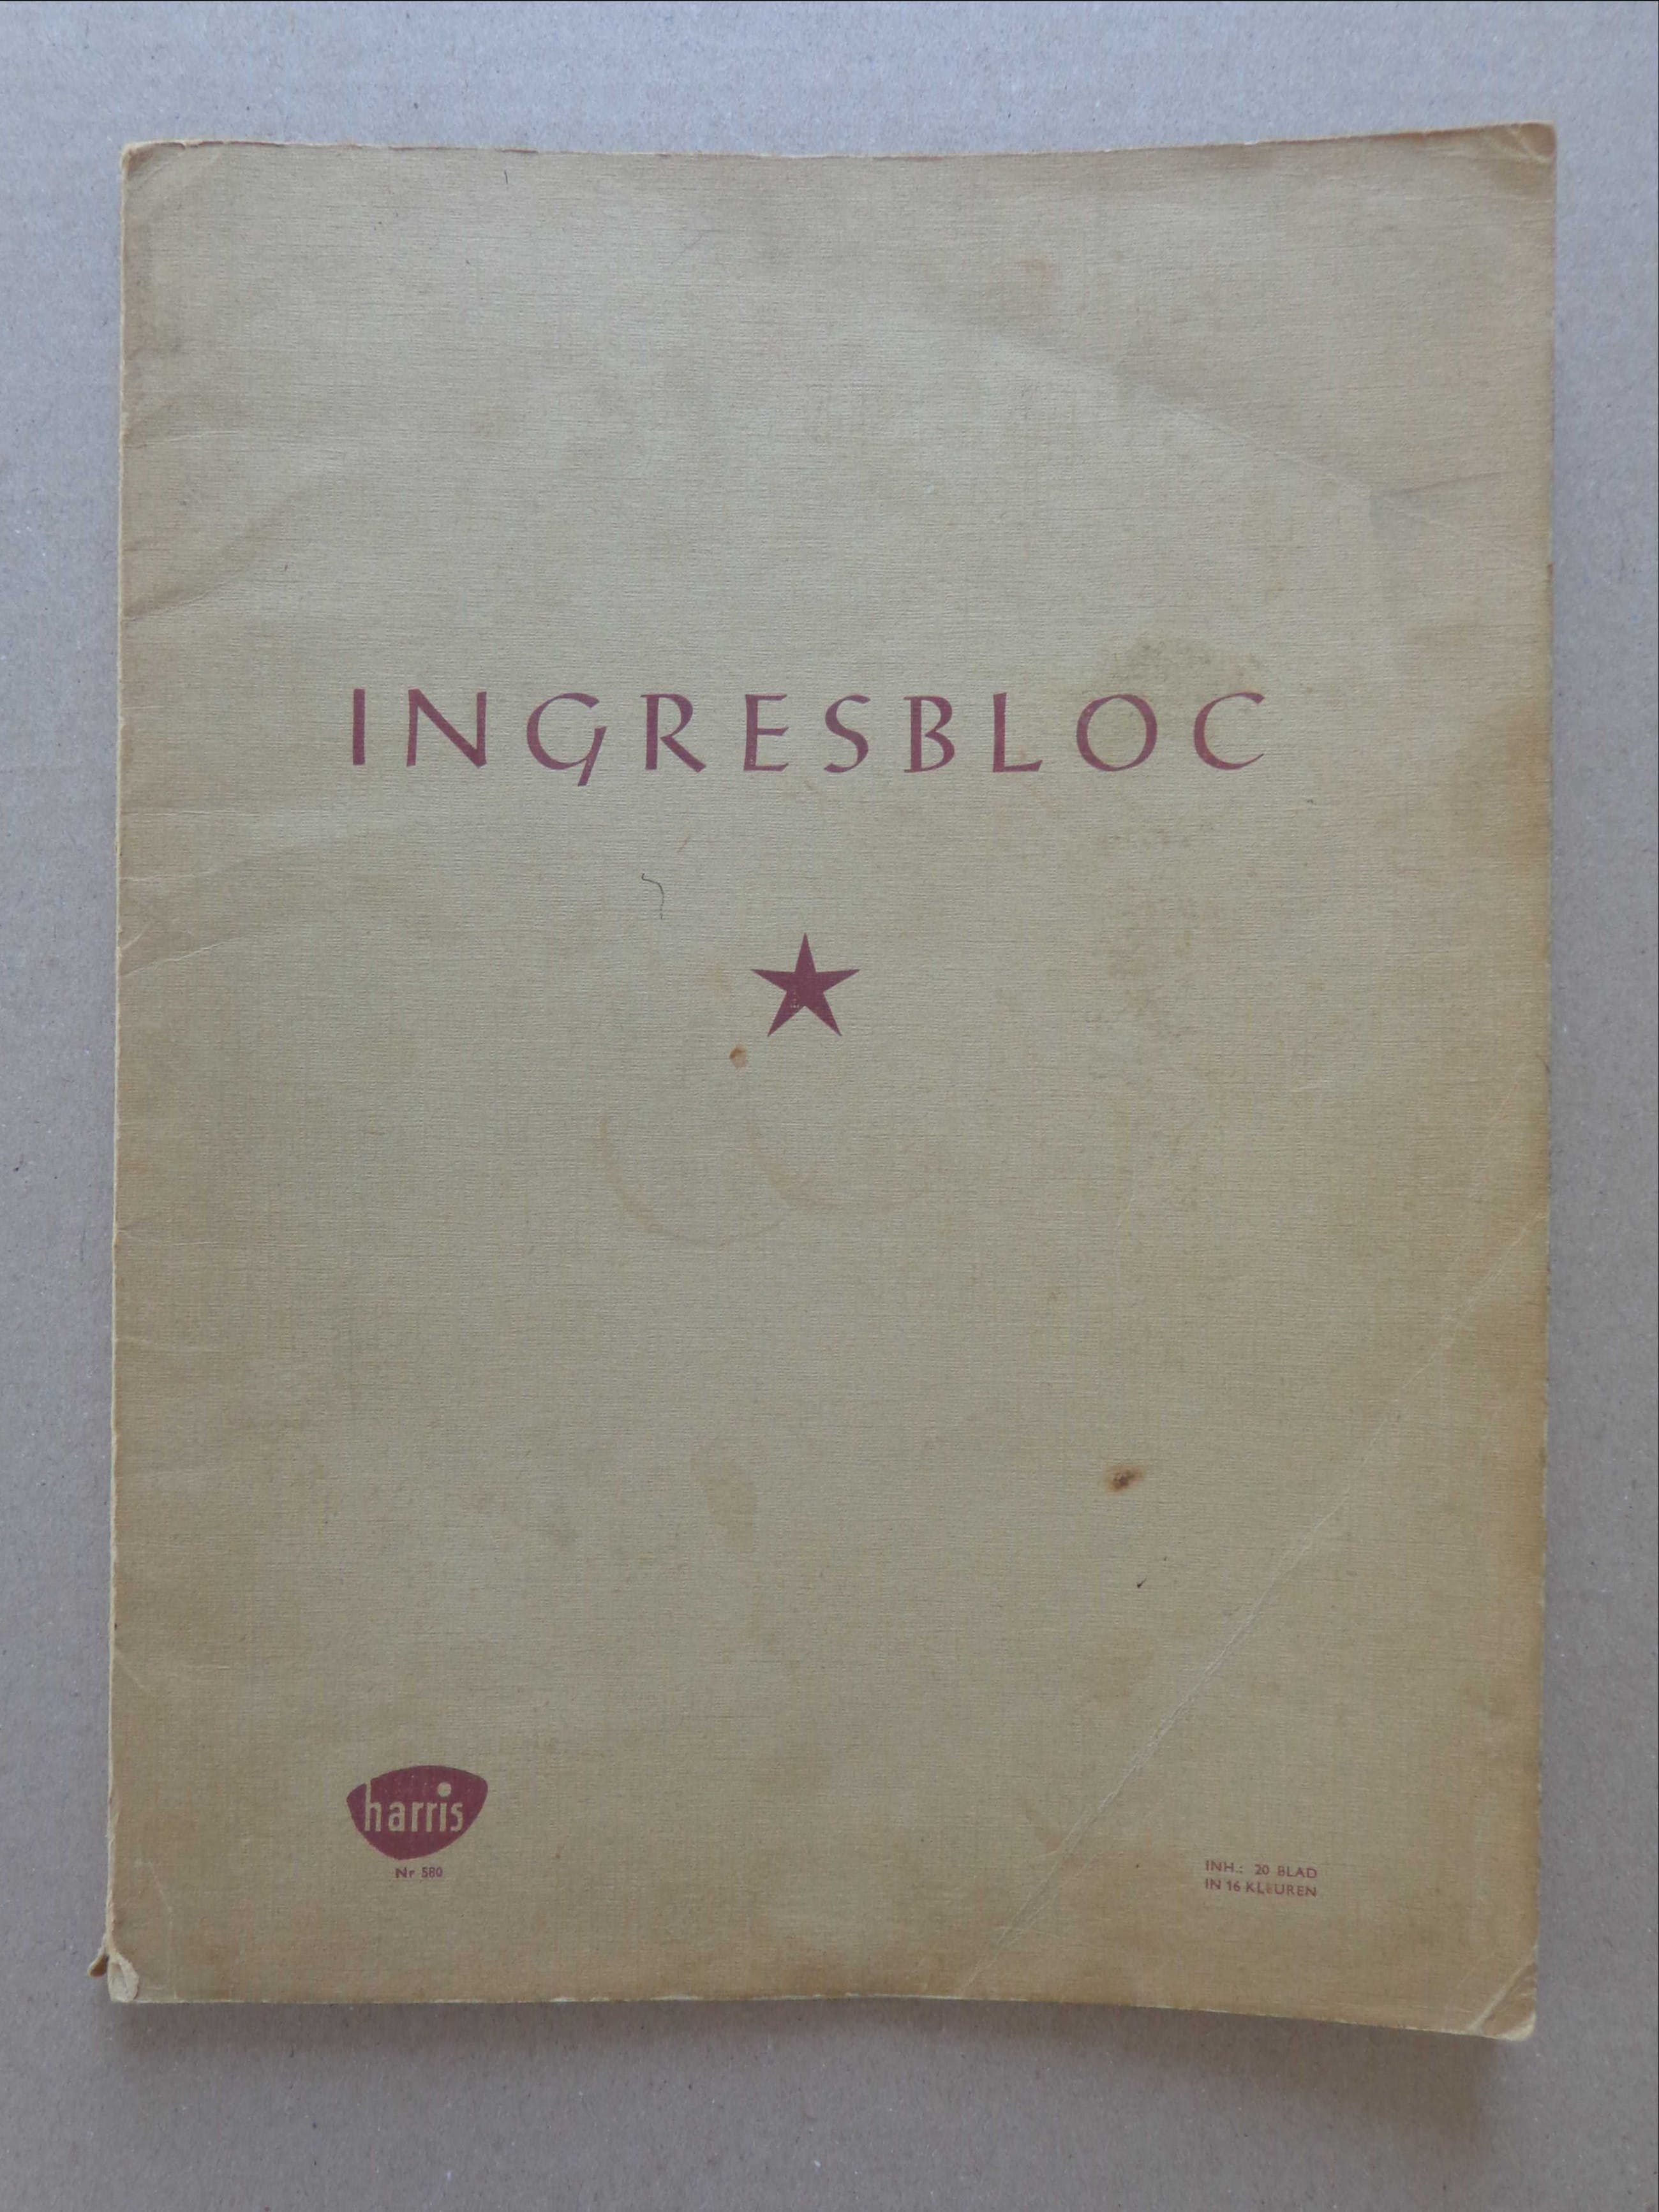 INGRESBLOC
harris
Nr 580
INH.: 20 BLAD
IN 16 KLEUREN